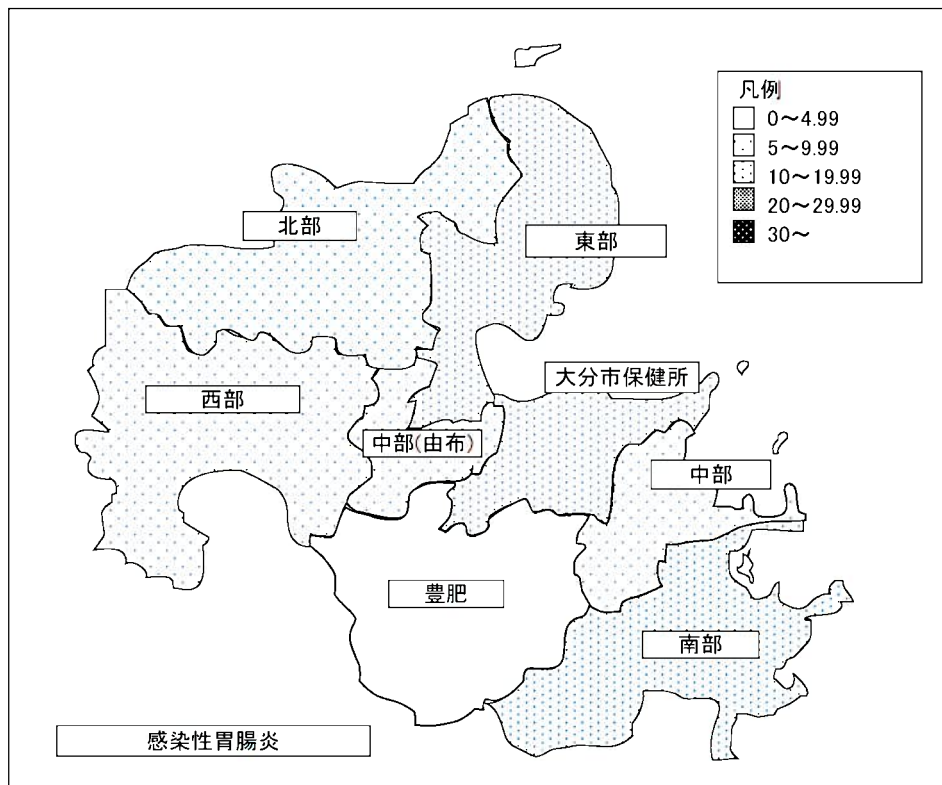 凡例
0～4.99
5～9.99
10～19.99
20～29.99
30～
北部
東部
大分市保健所
西部
中部(由布)
中部
豊肥
南部
感染性胃腸炎